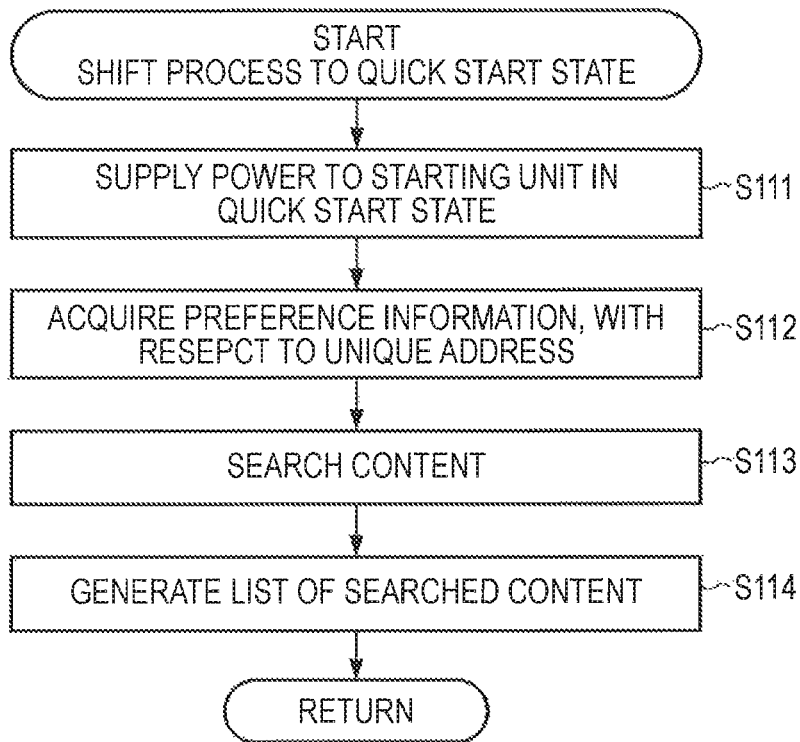 START
SHIFT PROCESS TO QUICK START STATE
SUPPLY POWER TO STARTING UNIT IN
QUICK START STATE
S111
ACQUIRE PREFERENCE INFORMATION, WITH
RESEPCT TO UNIQUE ADDRESS
S112
SEARCH CONTENT
S113
GENERATE LIST OF SEARCHED CONTENT
S114
RETURN